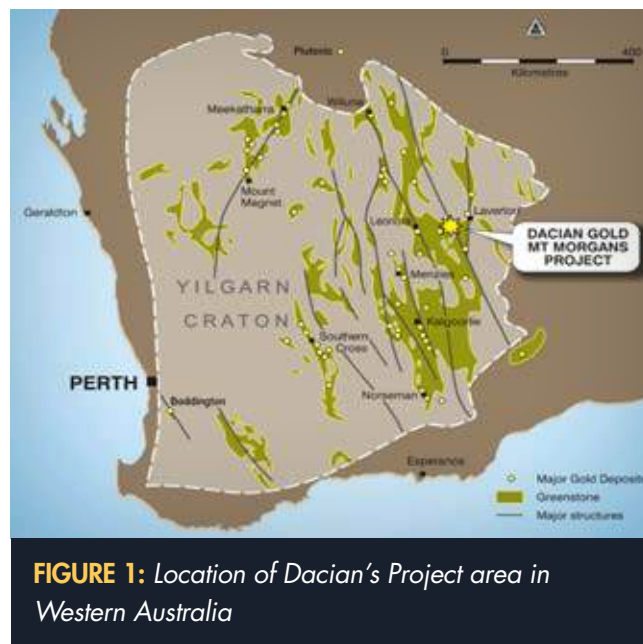 Plutonic
0 400
Kilometres
Meekatharra
Wiluna
Mount
Magnet
Geraldton
Leonora
Laverton
DACIAN GOLD
MT MORGANS
PROJECT
YILGARN
CRATON
Menzies
Kalgoorlie
Southern
Cross
PERTH
Boddington
Norseman
Esperance
Major Gold Deposit
Greenstone
Major structures
FIGURE 1: Location of Dacian's Project area in
Western Australia